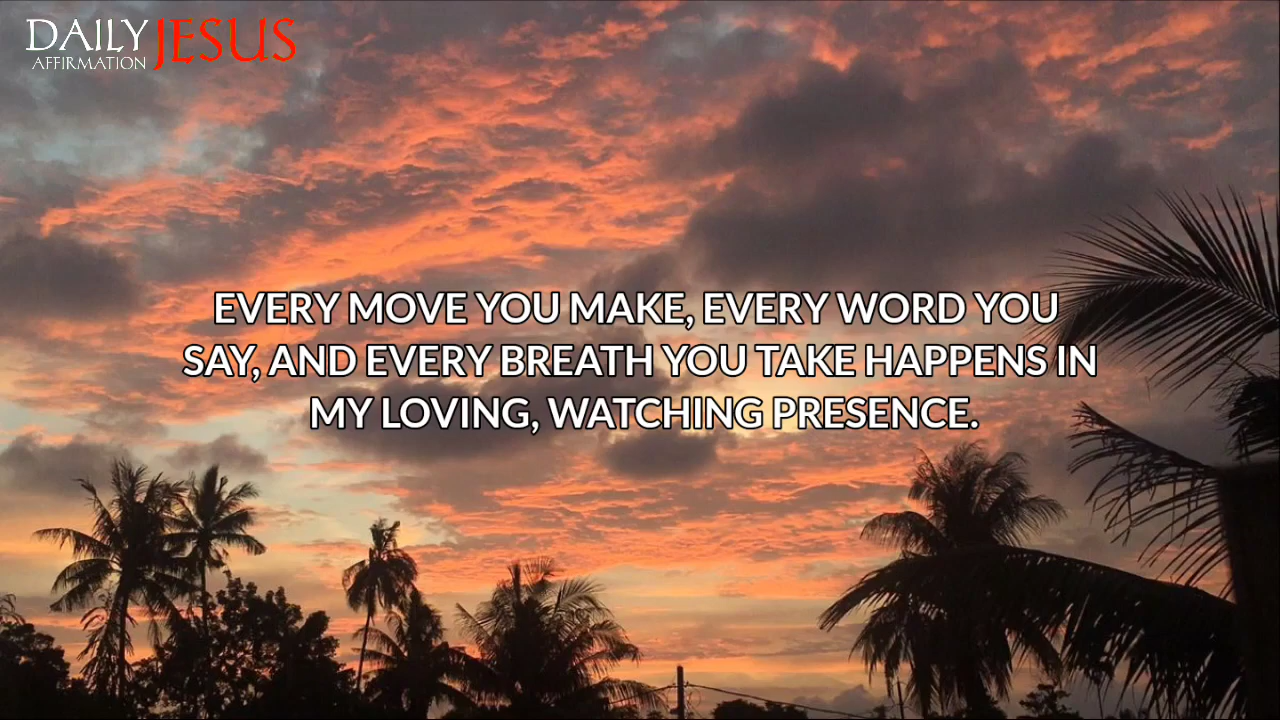 DAILY JESUS
AFFIRMATION
EVERY MOVE YOU MAKE, EVERY WORD YOU
SAY, AND EVERY BREATH YOU TAKE HAPPENS IN
MY LOVING, WATCHING PRESENCE.